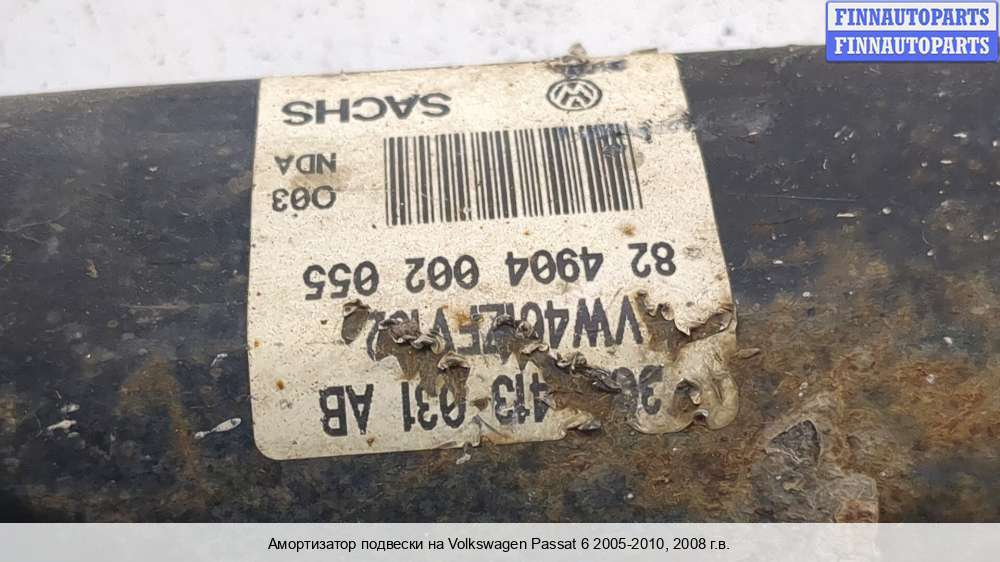 FINNAUTOPARTS
FINNAUTOPARTS
413 031 AB
82 4904 002 055
Q03
NDA
SACHS
Амортизатор подвески на Volkswagen Passat 6 2005-2010, 2008 г.в.